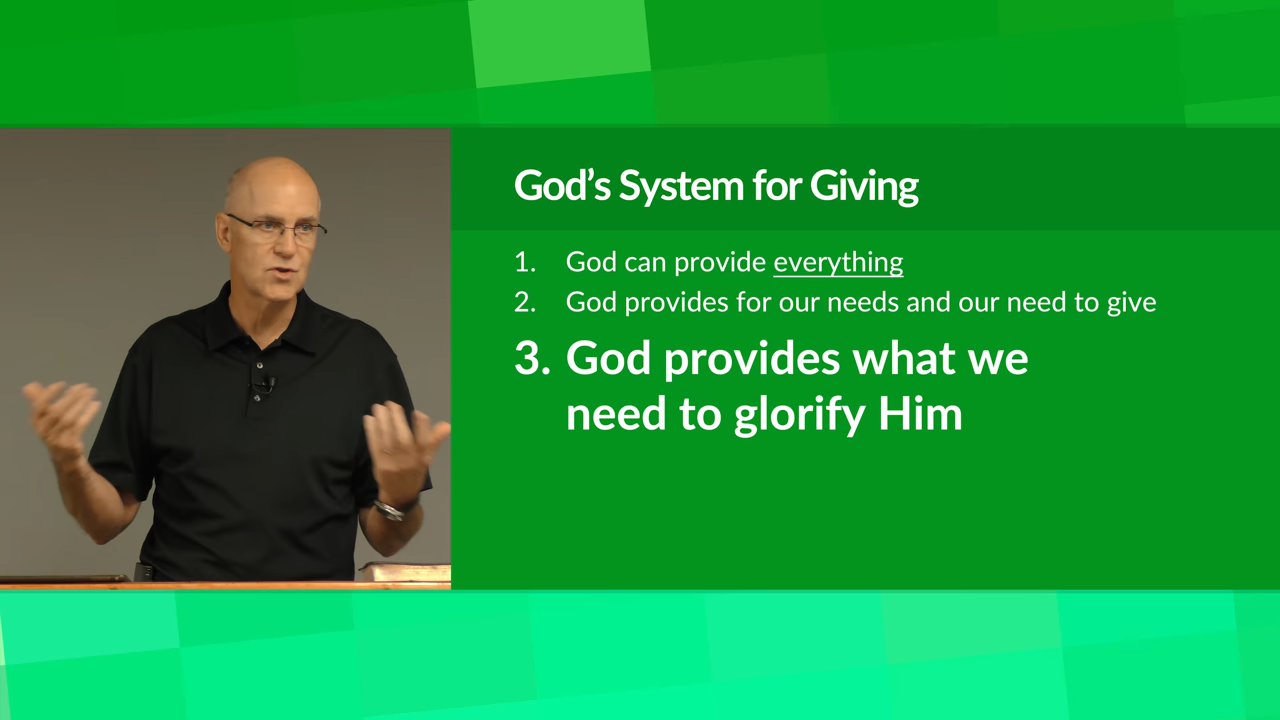 God’s System for Giving
1. God can provide everything
2. God provides for our needs and our need to give
3. God provides what we
need to glorify Him